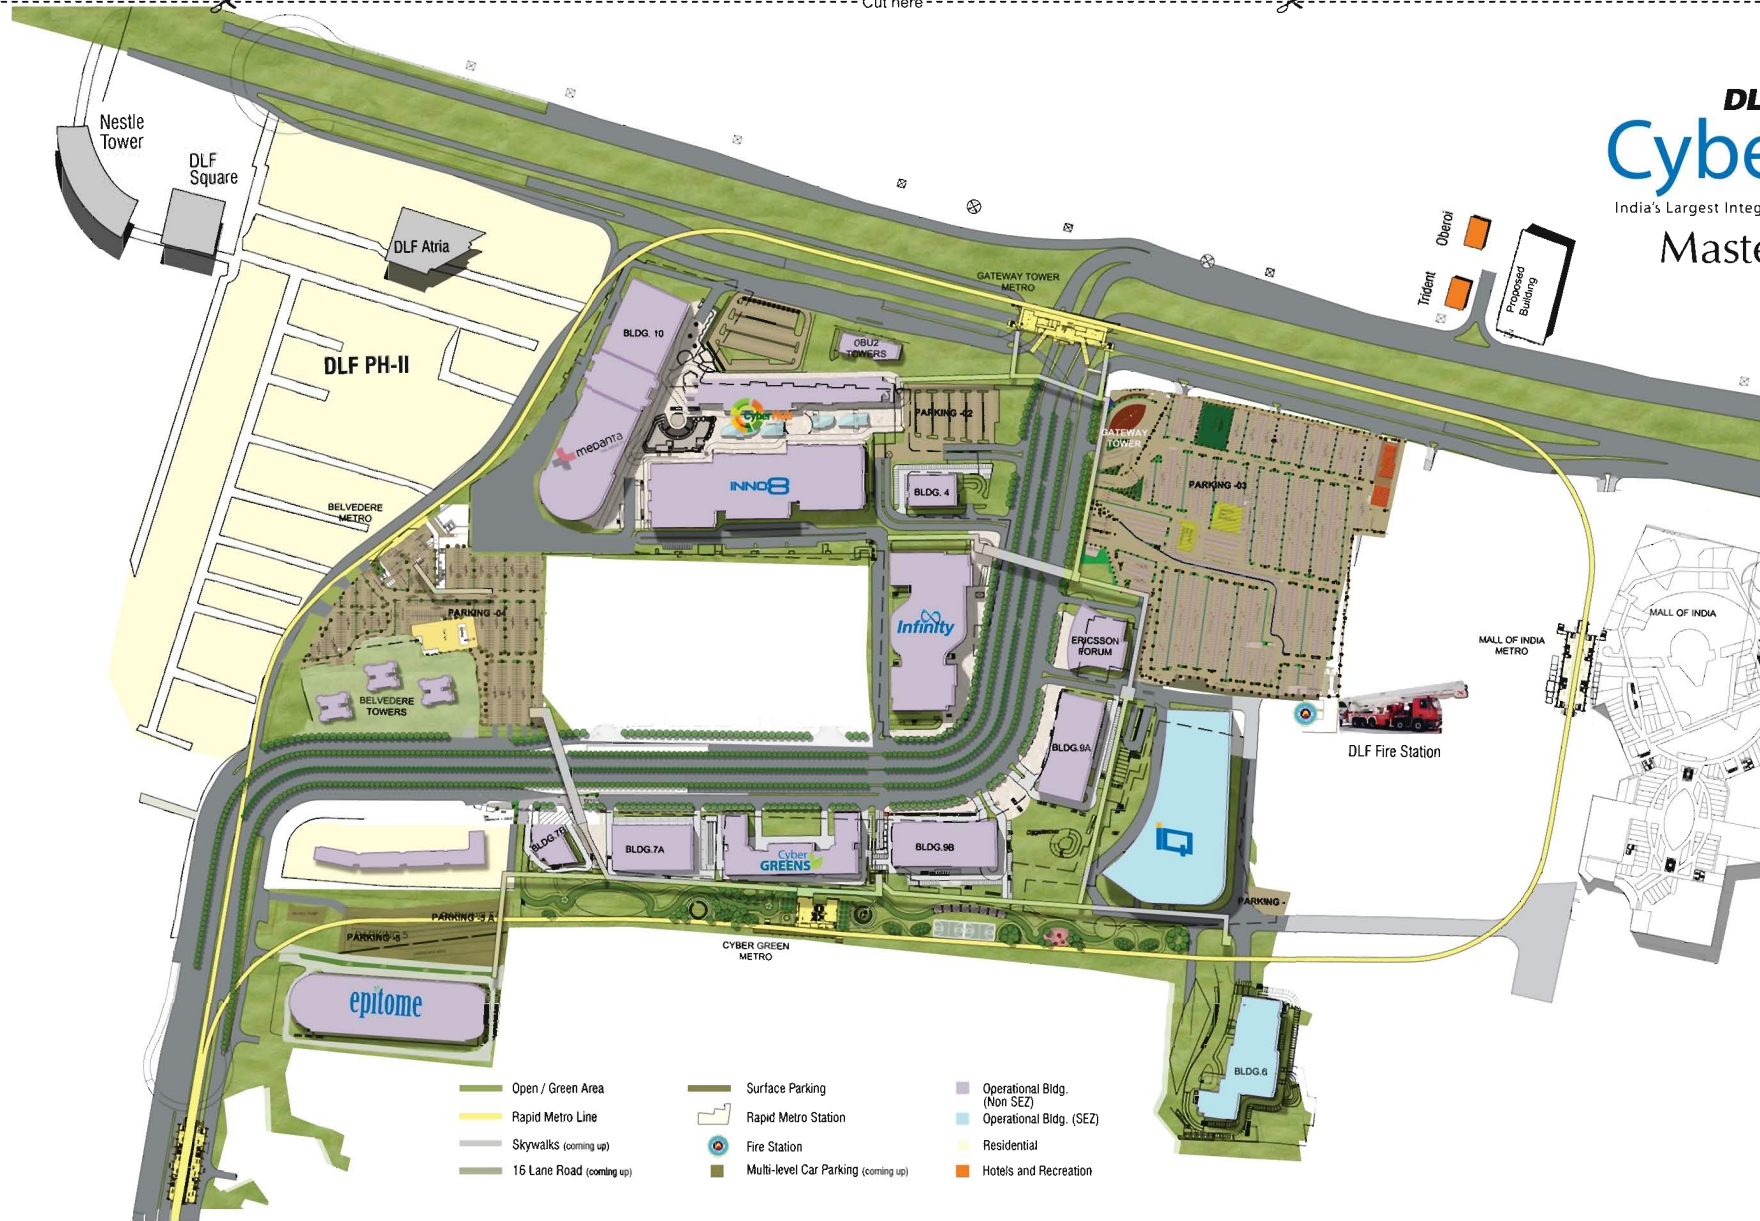 Cut here
DL
Cybe
India's Largest Integ
Maste
Nestle
Tower
DLF
Square
DLF Atria
DLF PH-II
GATEWAY TOWER
METRO
Oberoi
Trident
Proposed
Building
BLDG. 10
OBU2
TOWERS
Cyber
PARKING -02
GATEWAY
TOWER
medanta
INNO8
BLDG. 4
PARKING -03
BELVEDERE
METRO
PARKING -04
Infinity
ERICSSON
FORUM
MALL OF INDIA
METRO
MALL OF INDIA
BELVEDERE
TOWERS
BLDG.9A
DLF Fire Station
BLDG.7B
BLDG.7A
Cyber
GREENS
BLDG.9B
iQ
PARKING -
PARKING -5 A
PARKING -5
CYBER GREEN
METRO
epitome
BLDG.6
Open / Green Area
Rapid Metro Line
Skywalks (coming up)
16 Lane Road (coming up)
Surface Parking
Rapid Metro Station
Fire Station
Multi-level Car Parking (coming up)
Operational Bldg.
(Non SEZ)
Operational Bldg. (SEZ)
Residential
Hotels and Recreation